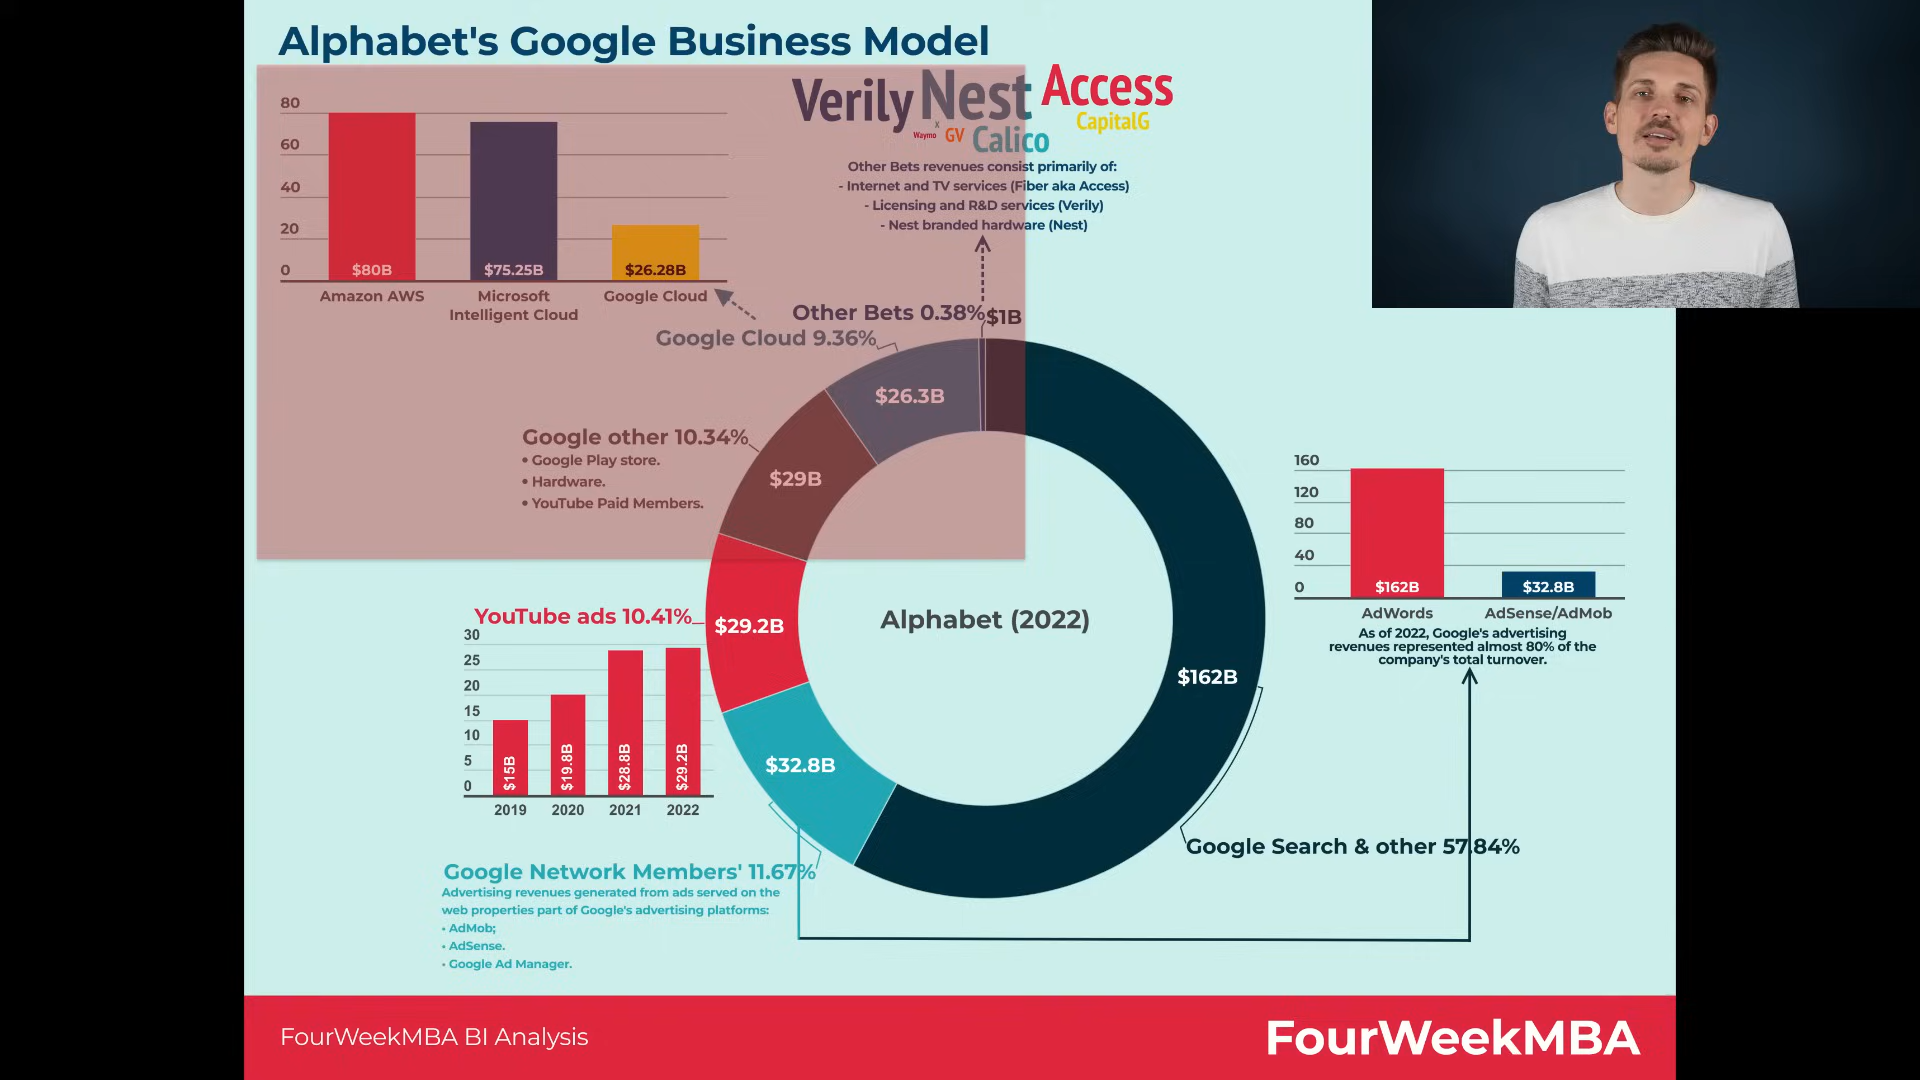 Alphabet's Google Business Model
80
60
40
20
0
$80B
$75.25B
$26.28B
Amazon AWS
Microsoft
Intelligent Cloud
Google Cloud
Verily
Nest
Access
Waymo
X
GV
Calico
CapitalG
Other Bets revenues consist primarily of:
- Internet and TV services (Fiber aka Access)
- Licensing and R&D services (Verily)
- Nest branded hardware (Nest)
Other Bets 0.38%
$1B
Google Cloud 9.36%
$26.3B
Google other 10.34%
• Google Play store.
• Hardware.
• YouTube Paid Members.
$29B
160
120
80
40
0
$162B
$32.8B
AdWords
AdSense/AdMob
As of 2022, Google's advertising
revenues represented almost 80% of the
company's total turnover.
Alphabet (2022)
YouTube ads 10.41%
$29.2B
30
25
20
15
10
5
0
$15B
$19.8B
$28.8B
$29.2B
2019
2020
2021
2022
$162B
$32.8B
Google Search & other 57.84%
Google Network Members' 11.67%
Advertising revenues generated from ads served on the
web properties part of Google's advertising platforms:
• AdMob;
• AdSense.
• Google Ad Manager.
FourWeekMBA BI Analysis
FourWeekMBA